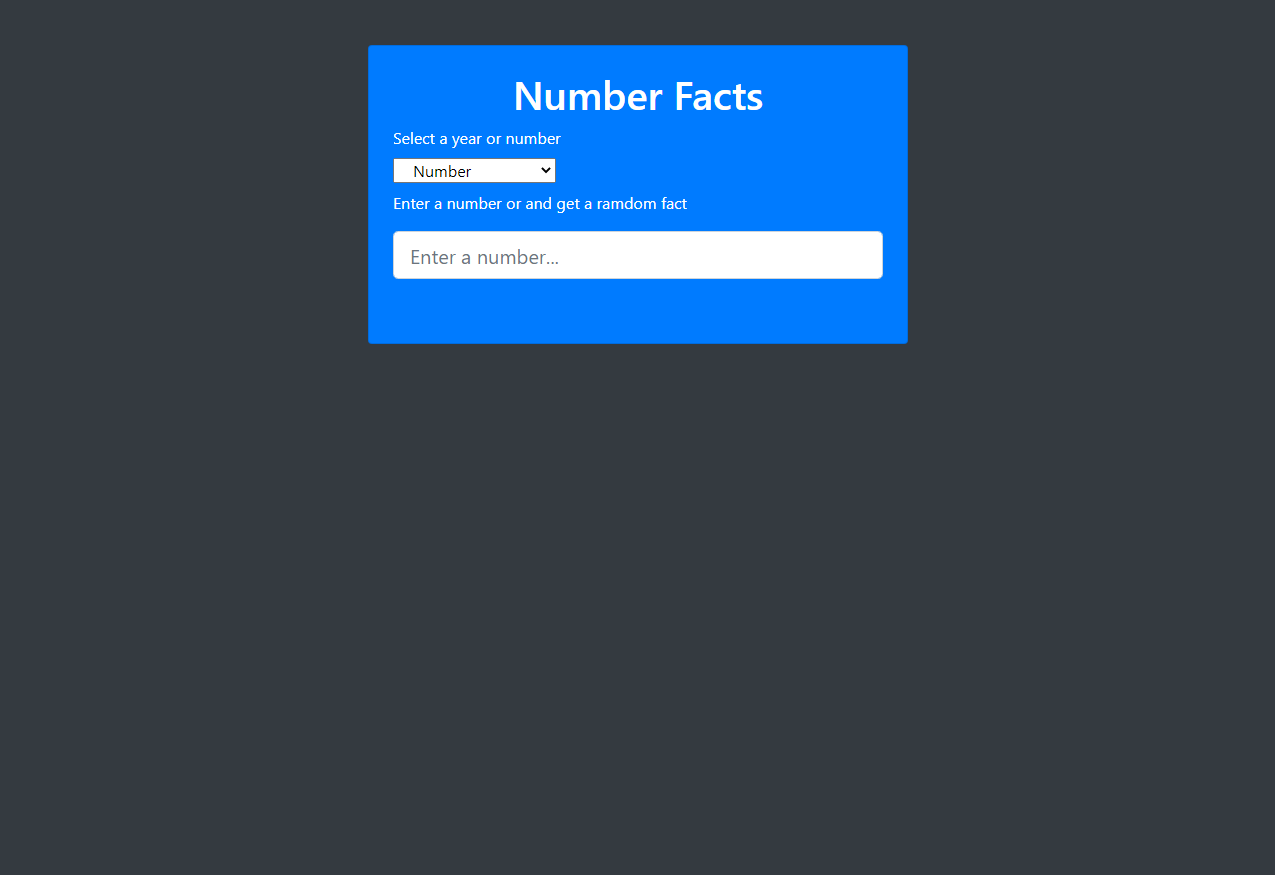 Number Facts
Select a year or number
Number
Enter a number or and get a ramdom fact
Enter a number...